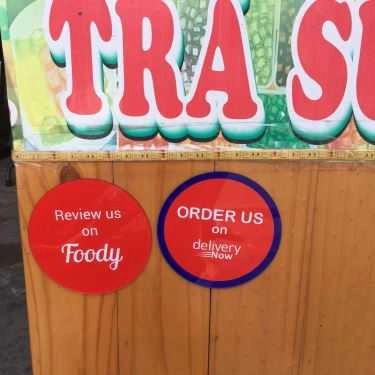 TRA S
Review us
on
Foody
ORDER US
on
delivery
Now